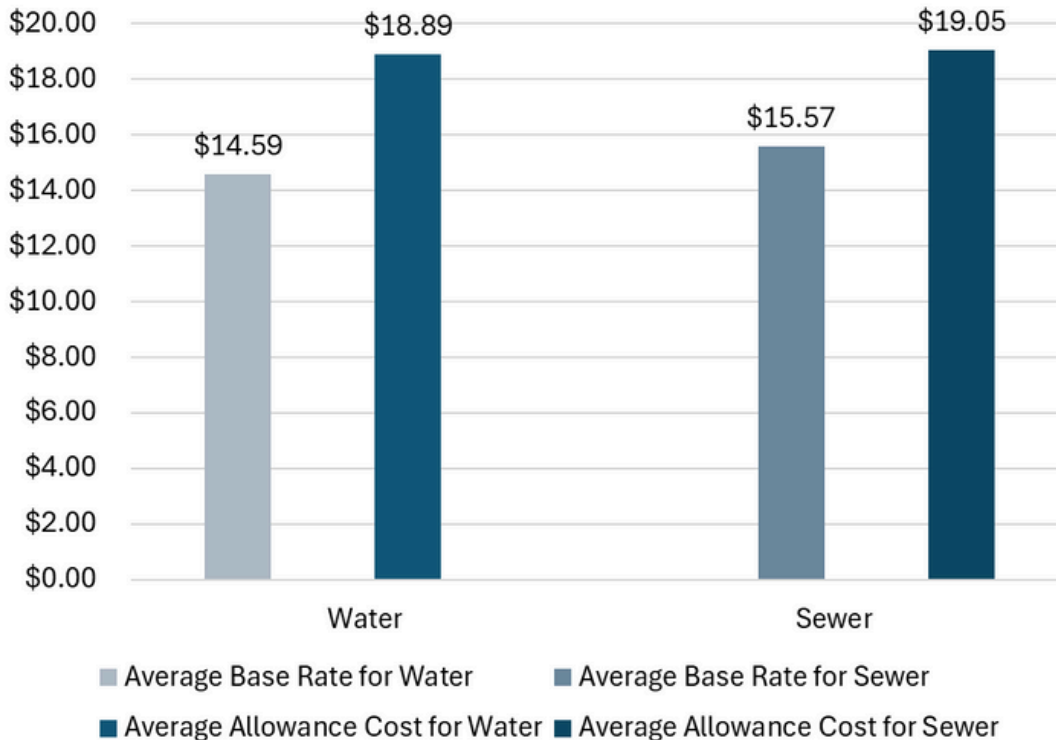 $20.00
$18.00
$16.00
$14.00
$12.00
$10.00
$8.00
$6.00
$4.00
$2.00
$0.00
$14.59
$18.89
$15.57
$19.05
Water
Sewer
Average Base Rate for Water
Average Base Rate for Sewer
Average Allowance Cost for Water
Average Allowance Cost for Sewer